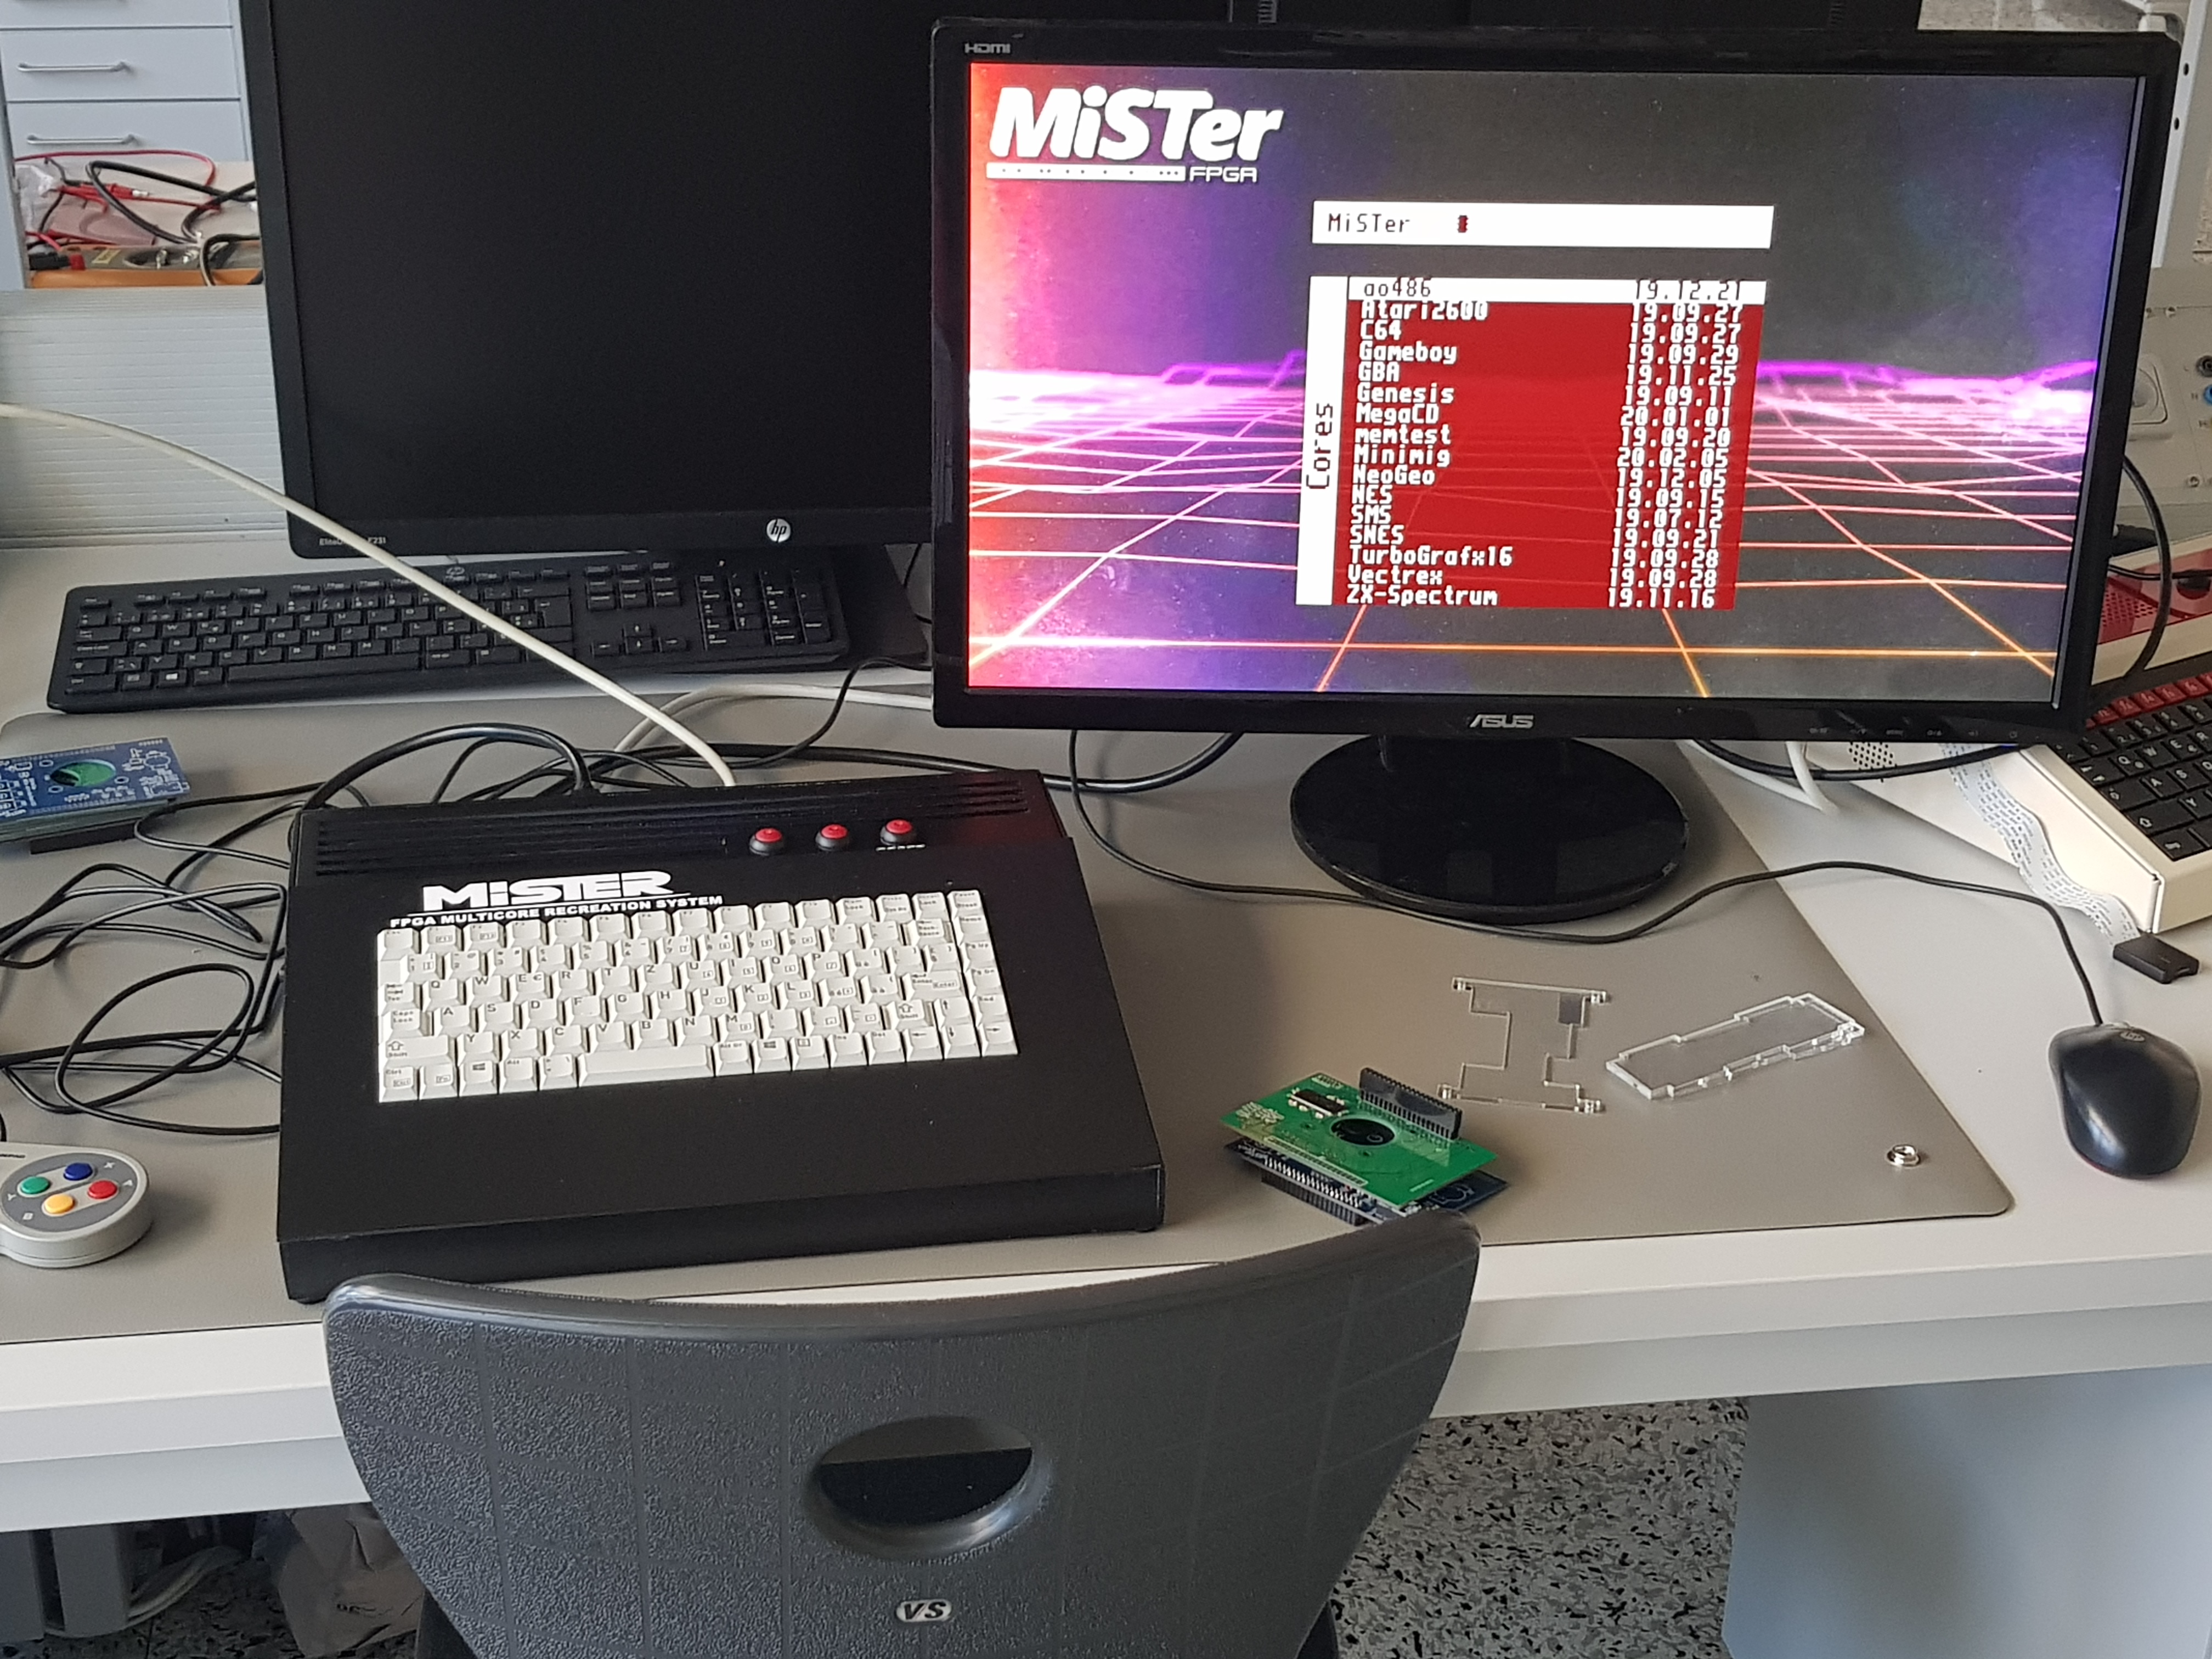 HDMI
MiSTer
FPGA
MiSTer
Cores
ao486 19.12.21
Atari2600 19.09.27
C64 19.09.27
Gameboy 19.09.29
GBA 19.11.25
Genesis 19.09.11
MegaCD 20.01.01
memtest 19.09.20
Minimig 20.02.05
NeoGeo 19.12.05
NES 19.09.15
SMS 19.07.12
SNES 19.09.21
TurboGrafx16 19.09.28
Vectrex 19.09.28
ZX-Spectrum 19.11.16
hp
ASUS
MiSTER
FPGA MULTICORE RECREATION SYSTEM
Q W E R T Z U I O P
A S D F G H J K L
Y X C V B N M
VS